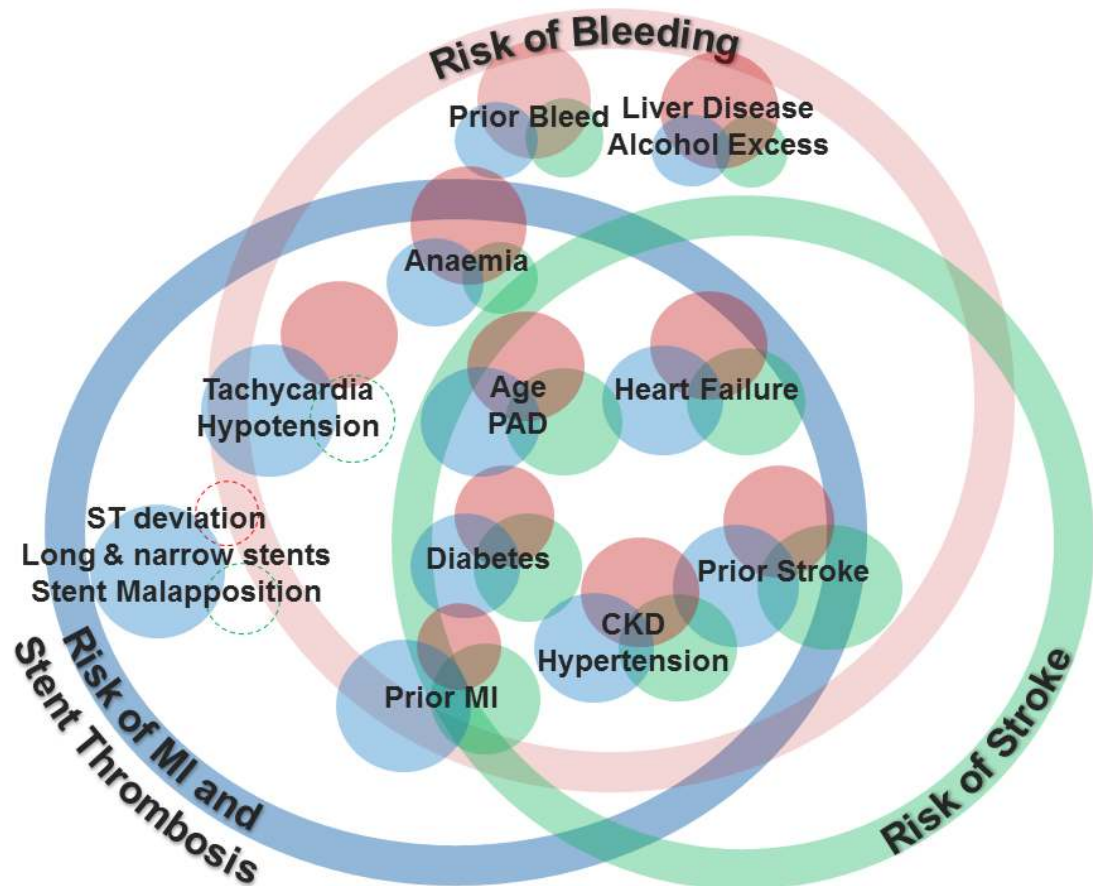 Risk of Bleeding
Prior Bleed
Liver Disease
Alcohol Excess
Anaemia
Tachycardia
Hypotension
Age
PAD
Heart Failure
ST deviation
Long & narrow stents
Stent Malapposition
Diabetes
Prior Stroke
CKD
Hypertension
Prior MI
Risk of MI and
Stent Thrombosis
Risk of Stroke